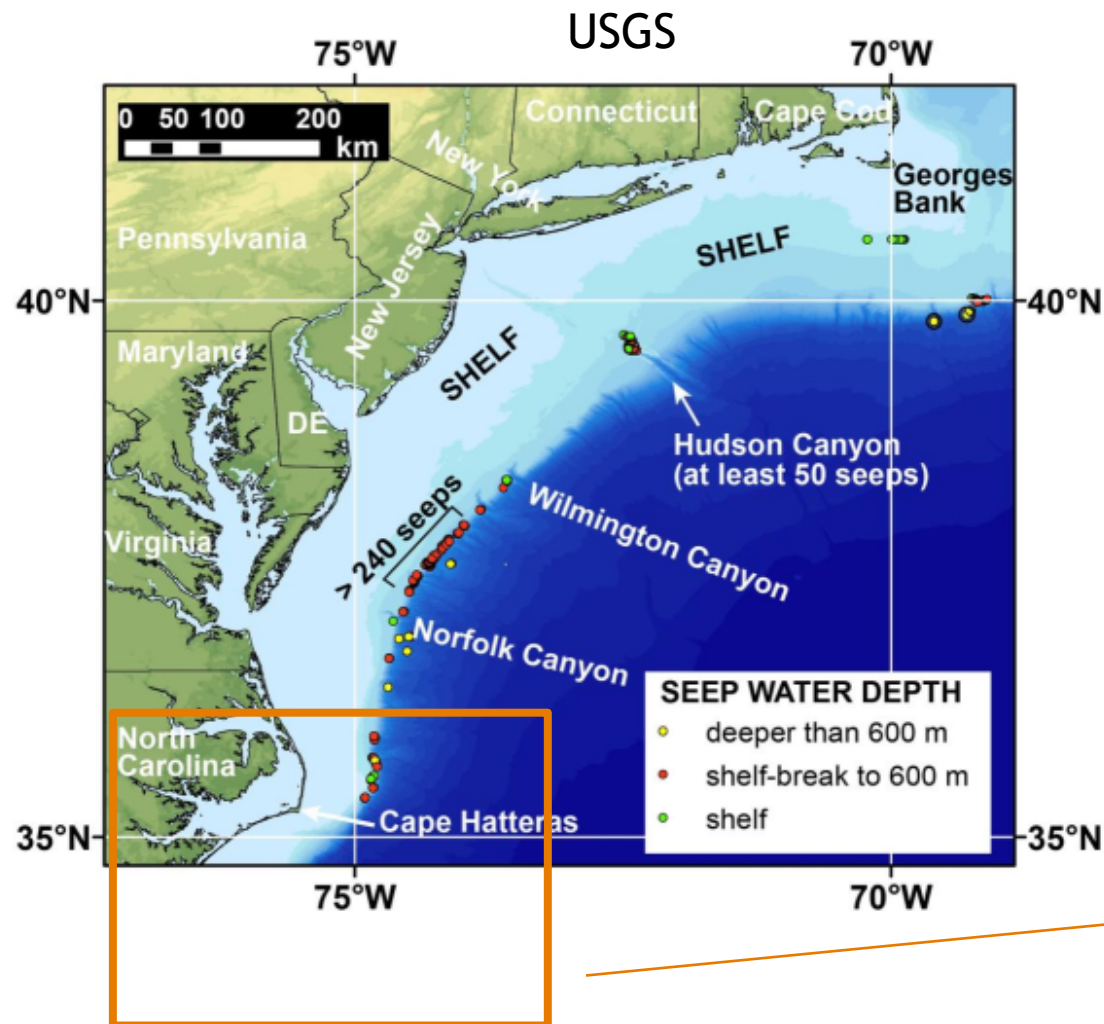 USGS
75°W
70°W
0 50 100 200
km
Connecticut
Cape Cod
New York
Georges
Bank
Pennsylvania
New Jersey
SHELF
40°N
40°N
Maryland
SHELF
DE
Hudson Canyon
(at least 50 seeps)
> 240 seeps
Wilmington Canyon
Virginia
Norfolk Canyon
SEEP WATER DEPTH
deeper than 600 m
shelf-break to 600 m
shelf
North
Carolina
Cape Hatteras
35°N
35°N
75°W
70°W